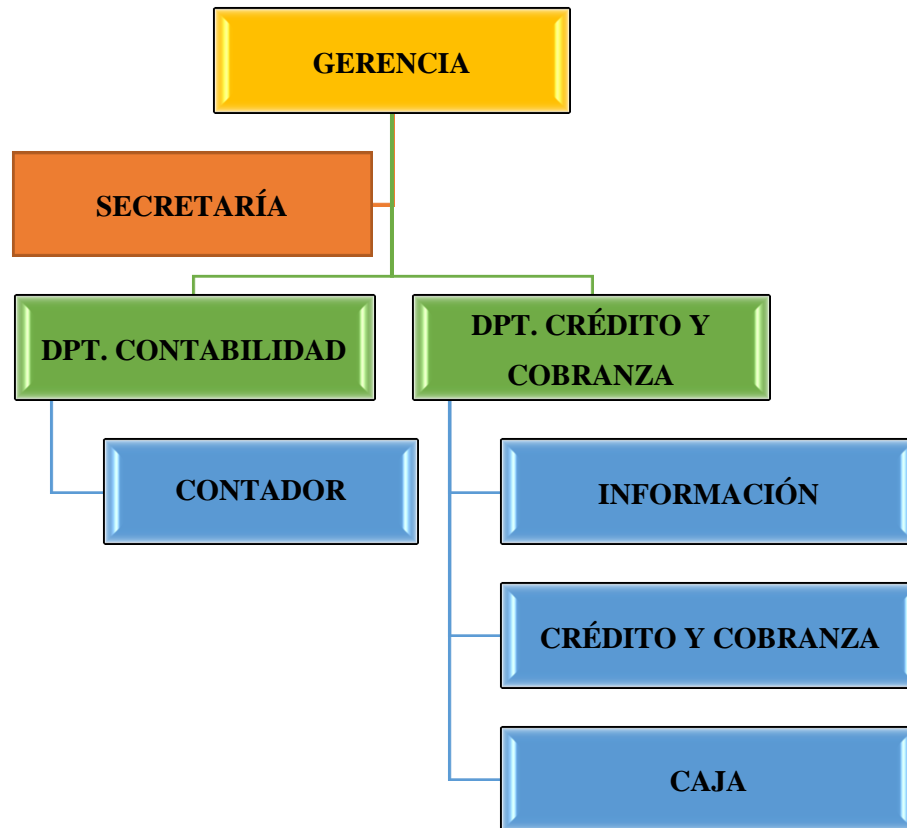 GERENCIA
SECRETARÍA
DPT. CONTABILIDAD
DPT. CRÉDITO Y
COBRANZA
CONTADOR
INFORMACIÓN
CRÉDITO Y COBRANZA
CAJA